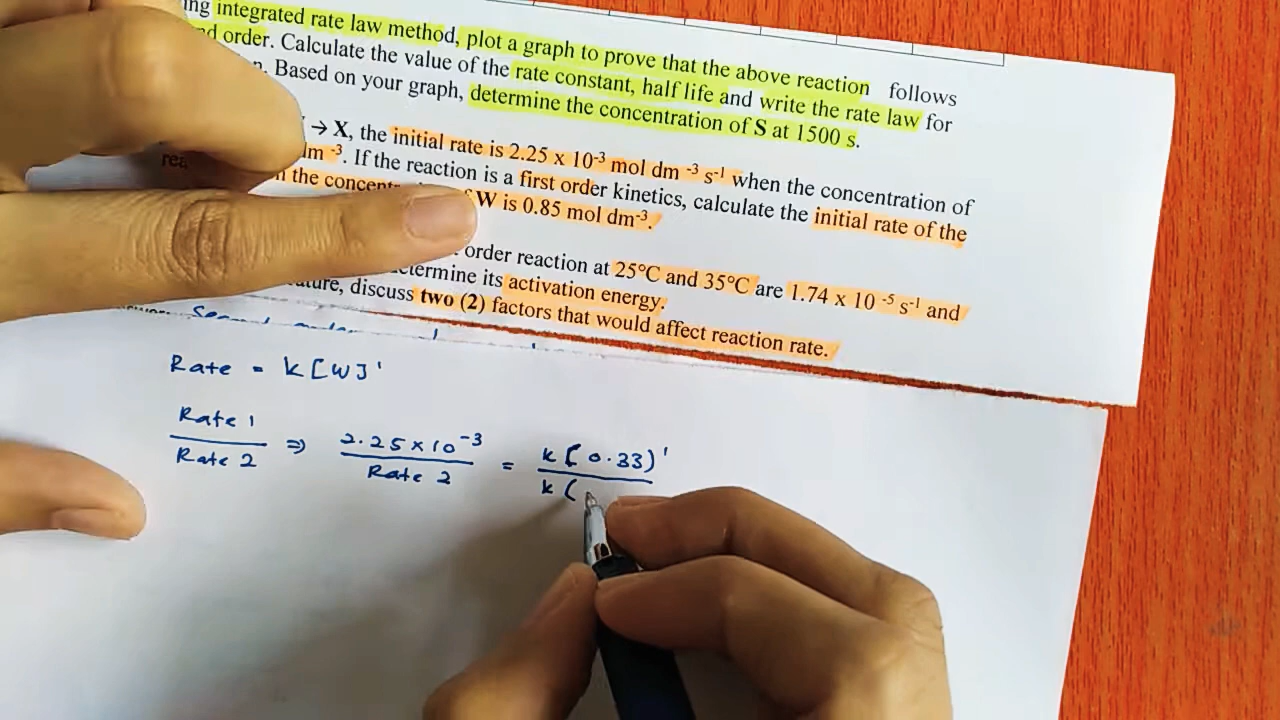 integrated rate law method, plot a graph to prove that the above reaction follows
order. Calculate the value of the rate constant, half life and write the rate law for
Based on your graph, determine the concentration of S at 1500 s.
→ X, the initial rate is 2.25 x 10⁻³ mol dm ⁻³ s⁻¹ when the concentration of
⁻³. If the reaction is a first order kinetics, calculate the initial rate of the
the W is 0.85 mol dm⁻³.
order reaction at 25°C and 35°C are 1.74 x 10 ⁻⁵ s⁻¹ and
its activation energy.
discuss two (2) factors that would affect reaction rate.
Rate = k[W]'
Rate 1 / Rate 2 ⇒ 2.25 x 10⁻³ / Rate 2 = k [0.33)' / k (